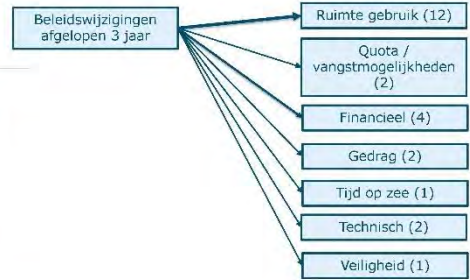 Beleidswijzigingen
afgelopen 3 jaar
Ruimte gebruik (12)
Quota /
vangstmogelijkheden
(2)
Financieel (4)
Gedrag (2)
Tijd op zee (1)
Technisch (2)
Veiligheid (1)